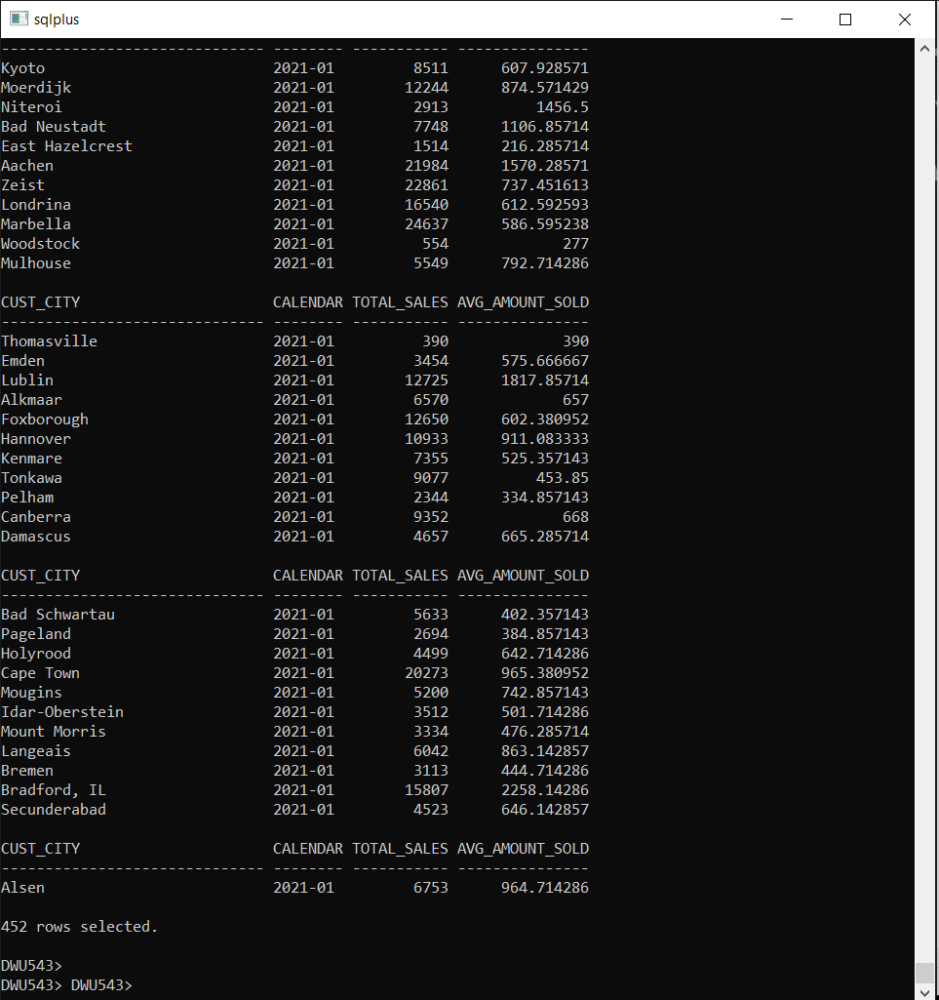 sqlplus
------------------------------ -------- ----------- ---------------
Kyoto                          2021-01         8511      607.928571
Moerdijk                       2021-01        12244      874.571429
Niteroi                        2021-01         2913          1456.5
Bad Neustadt                   2021-01         7748      1106.85714
East Hazelcrest                2021-01         1514      216.285714
Aachen                         2021-01        21984      1570.28571
Zeist                          2021-01        22861      737.451613
Londrina                       2021-01        16540      612.592593
Marbella                       2021-01        24637      586.595238
Woodstock                      2021-01          554             277
Mulhouse                       2021-01         5549      792.714286

CUST_CITY                      CALENDAR TOTAL_SALES AVG_AMOUNT_SOLD
------------------------------ -------- ----------- ---------------
Thomasville                    2021-01          390             390
Emden                          2021-01         3454      575.666667
Lublin                         2021-01        12725      1817.85714
Alkmaar                        2021-01         6570             657
Foxborough                     2021-01        12650      602.380952
Hannover                       2021-01        10933      911.083333
Kenmare                        2021-01         7355      525.357143
Tonkawa                        2021-01         9077          453.85
Pelham                         2021-01         2344      334.857143
Canberra                       2021-01         9352             668
Damascus                       2021-01         4657      665.285714

CUST_CITY                      CALENDAR TOTAL_SALES AVG_AMOUNT_SOLD
------------------------------ -------- ----------- ---------------
Bad Schwartau                  2021-01         5633      402.357143
Pageland                       2021-01         2694      384.857143
Holyrood                       2021-01         4499      642.714286
Cape Town                      2021-01        20273      965.380952
Mougins                        2021-01         5200      742.857143
Idar-Oberstein                 2021-01         3512      501.714286
Mount Morris                   2021-01         3334      476.285714
Langeais                       2021-01         6042      863.142857
Bremen                         2021-01         3113      444.714286
Bradford, IL                   2021-01        15807      2258.14286
Secunderabad                   2021-01         4523      646.142857

CUST_CITY                      CALENDAR TOTAL_SALES AVG_AMOUNT_SOLD
------------------------------ -------- ----------- ---------------
Alsen                          2021-01         6753      964.714286

452 rows selected.

DWU543>
DWU543> DWU543>